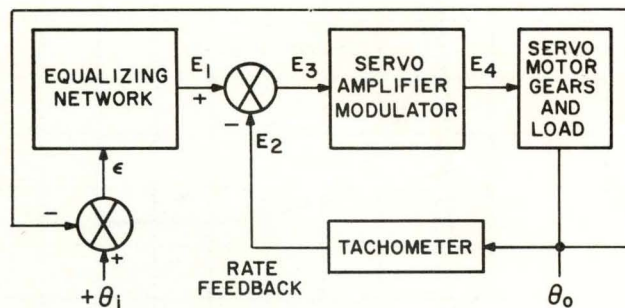 EQUALIZING
NETWORK
E1
+
−
E2
E3
SERVO
AMPLIFIER
MODULATOR
E4
SERVO
MOTOR
GEARS
AND
LOAD
ϵ
−
+
+θi
RATE
FEEDBACK
TACHOMETER
θo